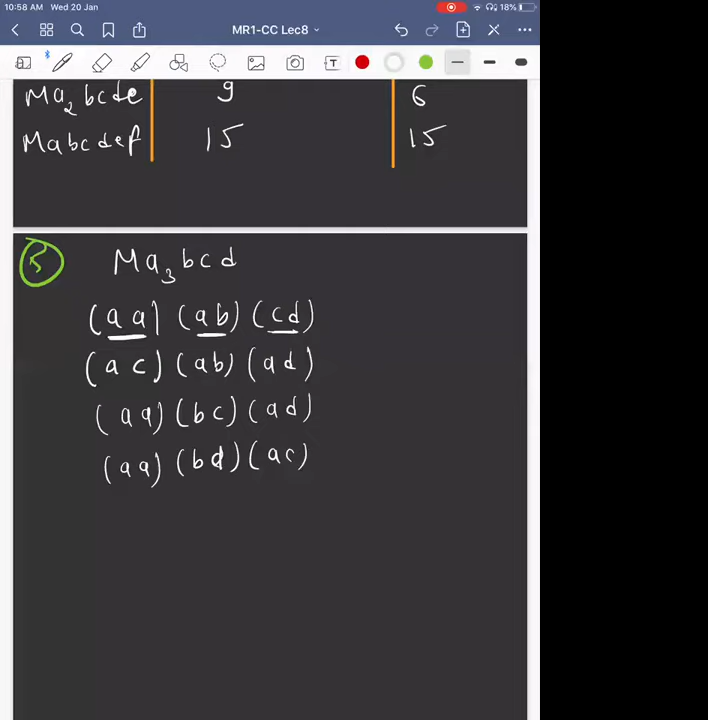 10:58 AM Wed 20 Jan 18%
MR1-CC Lec8
T
Ma₂bcde 9 6
Mabcdef 15 15
5 Ma₃bcd
(aa) (ab) (cd)
(ac) (ab) (ad)
(aa) (bc) (ad)
(aa) (bd) (ac)